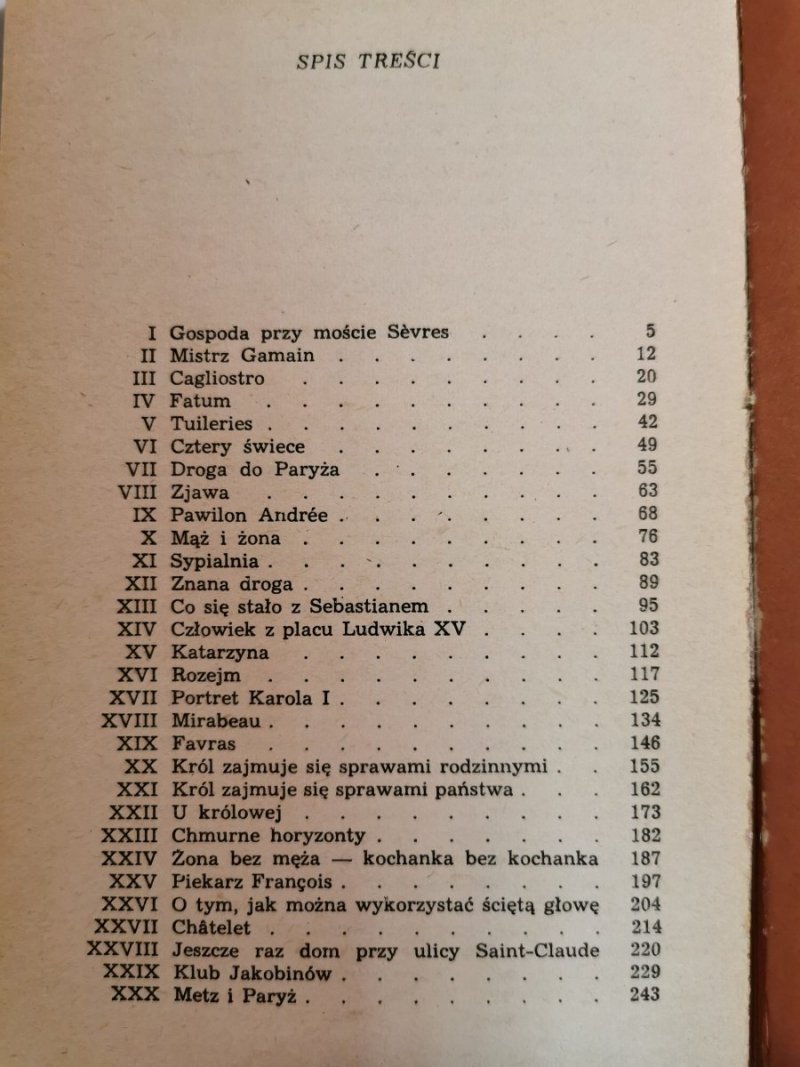 SPIS TREŚCI
I Gospoda przy moście Sèvres . . . . 5
II Mistrz Gamain . . . . . . . . 12
III Cagliostro . . . . . . . . . 20
IV Fatum . . . . . . . . . . 29
V Tuileries . . . . . . . . . . 42
VI Cztery świece . . . . . . . . 49
VII Droga do Paryża . . . . . . . 55
VIII Zjawa . . . . . . . . . . 63
IX Pawilon Andrée . . . . . . . . 68
X Mąż i żona . . . . . . . . . 76
XI Sypialnia . . . . . . . . . . 83
XII Znana droga . . . . . . . . . 89
XIII Co się stało z Sebastianem . . . . . 95
XIV Człowiek z placu Ludwika XV . . . . 103
XV Katarzyna . . . . . . . . . 112
XVI Rozejm . . . . . . . . . . 117
XVII Portret Karola I . . . . . . . . 125
XVIII Mirabeau . . . . . . . . . . 134
XIX Favras . . . . . . . . . . 146
XX Król zajmuje się sprawami rodzinnymi . . 155
XXI Król zajmuje się sprawami państwa . . . 162
XXII U królowej . . . . . . . . . 173
XXIII Chmurne horyzonty . . . . . . . 182
XXIV Żona bez męża — kochanka bez kochanka 187
XXV Piekarz François . . . . . . . . 197
XXVI O tym, jak można wykorzystać ściętą głowę 204
XXVII Châtelet . . . . . . . . . . 214
XXVIII Jeszcze raz dom przy ulicy Saint-Claude 220
XXIX Klub Jakobinów . . . . . . . . 229
XXX Metz i Paryż . . . . . . . . . 243